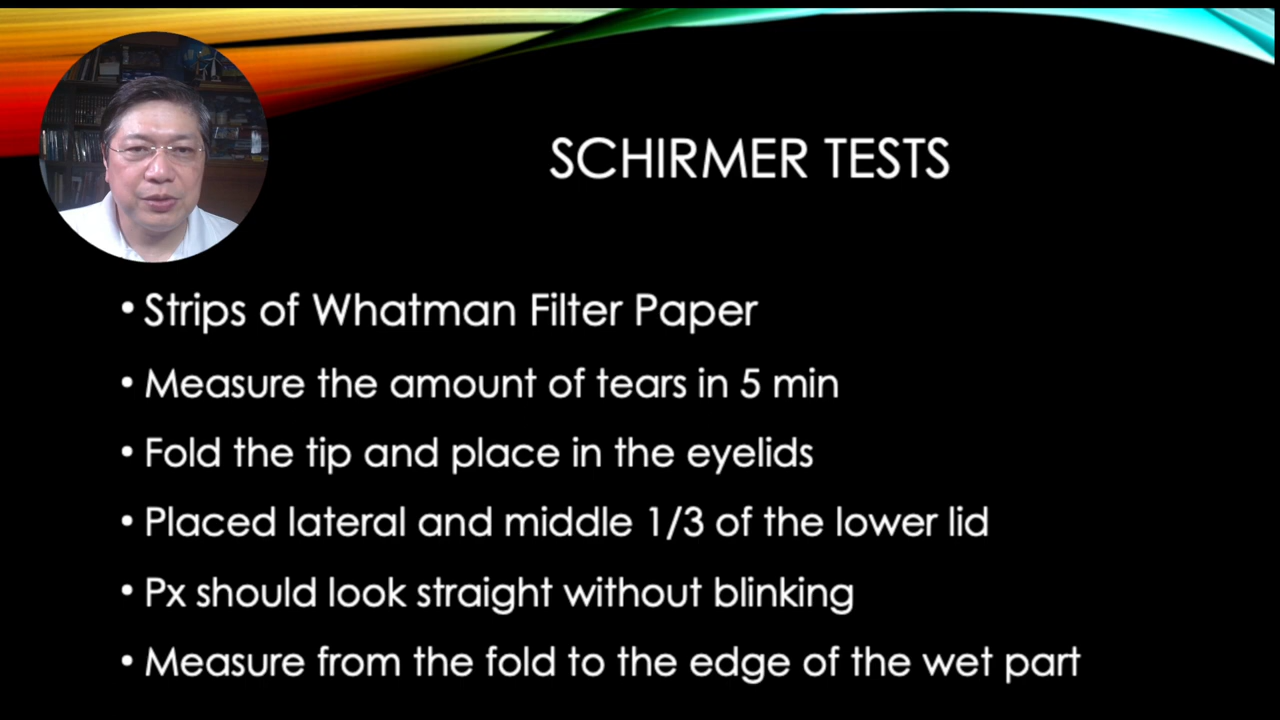 SCHIRMER TESTS
• Strips of Whatman Filter Paper
• Measure the amount of tears in 5 min
• Fold the tip and place in the eyelids
• Placed lateral and middle 1/3 of the lower lid
• Px should look straight without blinking
• Measure from the fold to the edge of the wet part